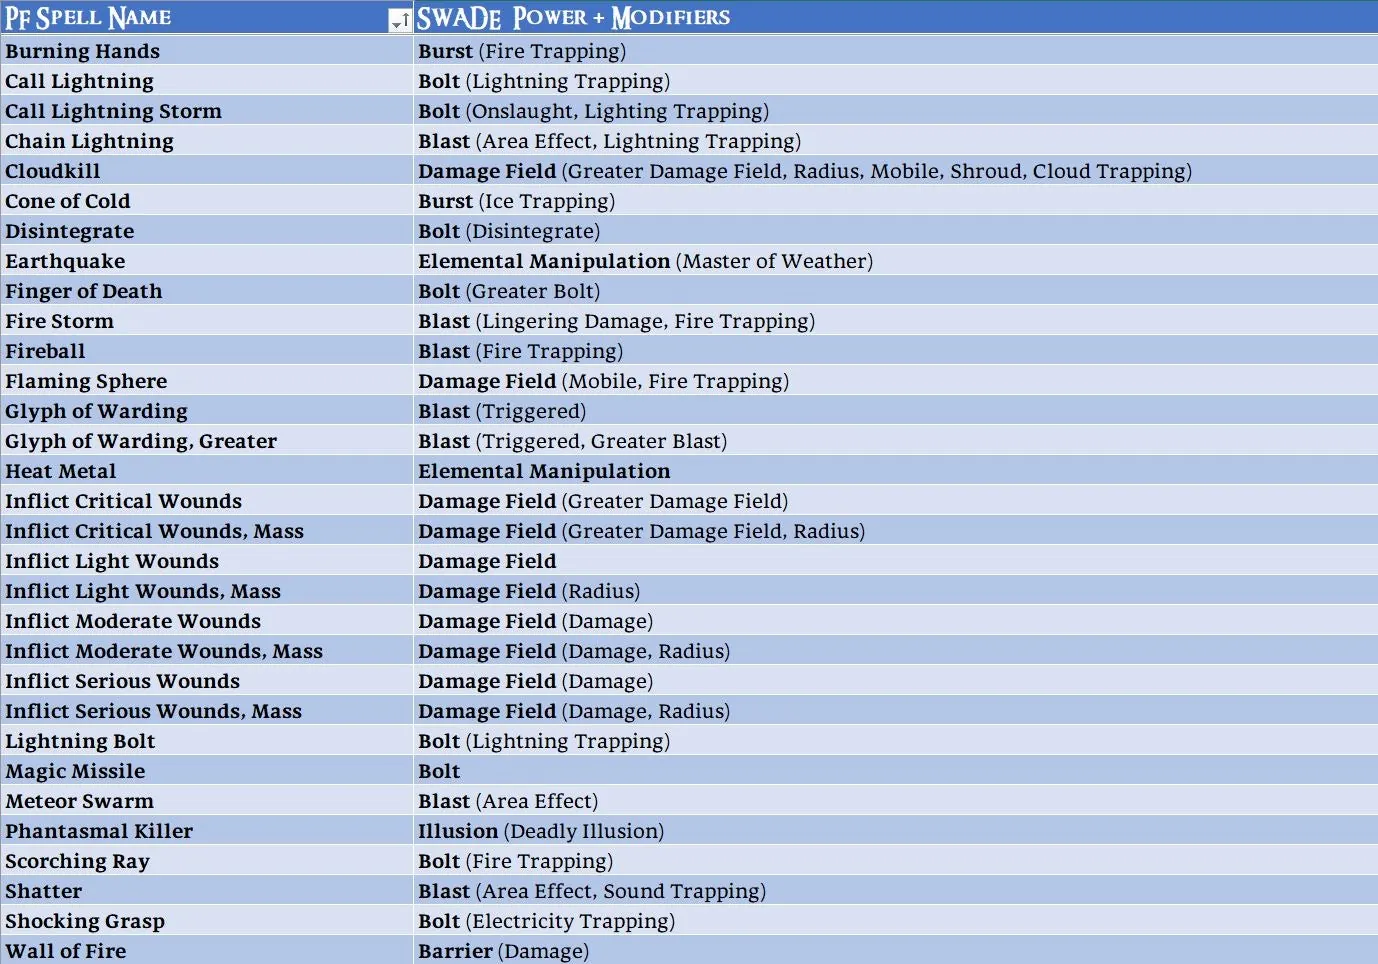 PF SPELL NAME SWADE POWER + MODIFIERS
Burning Hands Burst (Fire Trapping)
Call Lightning Bolt (Lightning Trapping)
Call Lightning Storm Bolt (Onslaught, Lighting Trapping)
Chain Lightning Blast (Area Effect, Lightning Trapping)
Cloudkill Damage Field (Greater Damage Field, Radius, Mobile, Shroud, Cloud Trapping)
Cone of Cold Burst (Ice Trapping)
Disintegrate Bolt (Disintegrate)
Earthquake Elemental Manipulation (Master of Weather)
Finger of Death Bolt (Greater Bolt)
Fire Storm Blast (Lingering Damage, Fire Trapping)
Fireball Blast (Fire Trapping)
Flaming Sphere Damage Field (Mobile, Fire Trapping)
Glyph of Warding Blast (Triggered)
Glyph of Warding, Greater Blast (Triggered, Greater Blast)
Heat Metal Elemental Manipulation
Inflict Critical Wounds Damage Field (Greater Damage Field)
Inflict Critical Wounds, Mass Damage Field (Greater Damage Field, Radius)
Inflict Light Wounds Damage Field
Inflict Light Wounds, Mass Damage Field (Radius)
Inflict Moderate Wounds Damage Field (Damage)
Inflict Moderate Wounds, Mass Damage Field (Damage, Radius)
Inflict Serious Wounds Damage Field (Damage)
Inflict Serious Wounds, Mass Damage Field (Damage, Radius)
Lightning Bolt Bolt (Lightning Trapping)
Magic Missile Bolt
Meteor Swarm Blast (Area Effect)
Phantasmal Killer Illusion (Deadly Illusion)
Scorching Ray Bolt (Fire Trapping)
Shatter Blast (Area Effect, Sound Trapping)
Shocking Grasp Bolt (Electricity Trapping)
Wall of Fire Barrier (Damage)